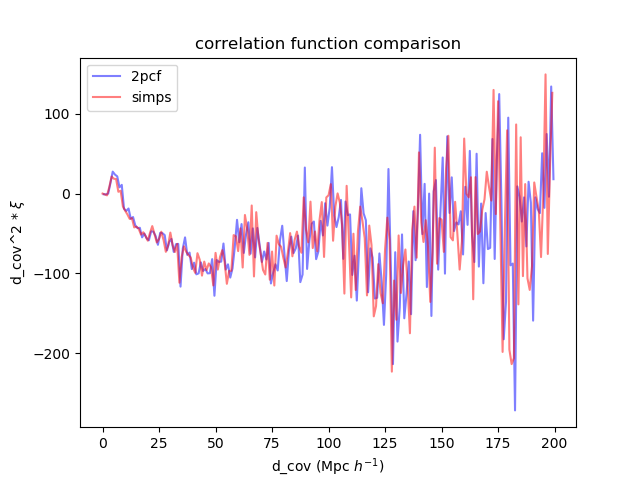 correlation function comparison
2pcf
simps
100
0
−100
−200
d_cov^2 * ξ
0 25 50 75 100 125 150 175 200
d_cov (Mpc h⁻¹)